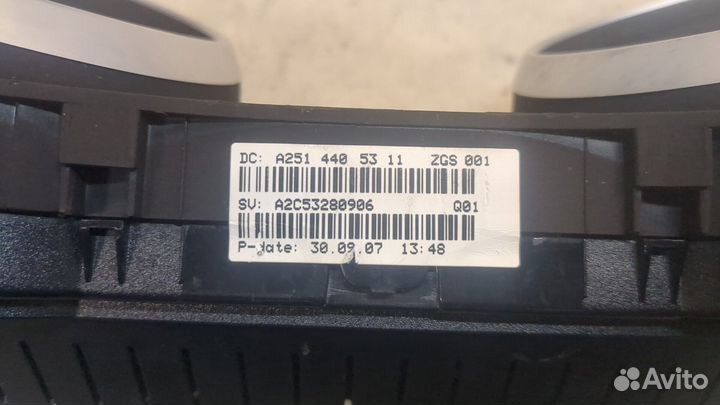 DC: A251 440 53 11 ZGS 001
SV: A2C53280906 Q01
P-date: 30.09.07 13:48
Avito